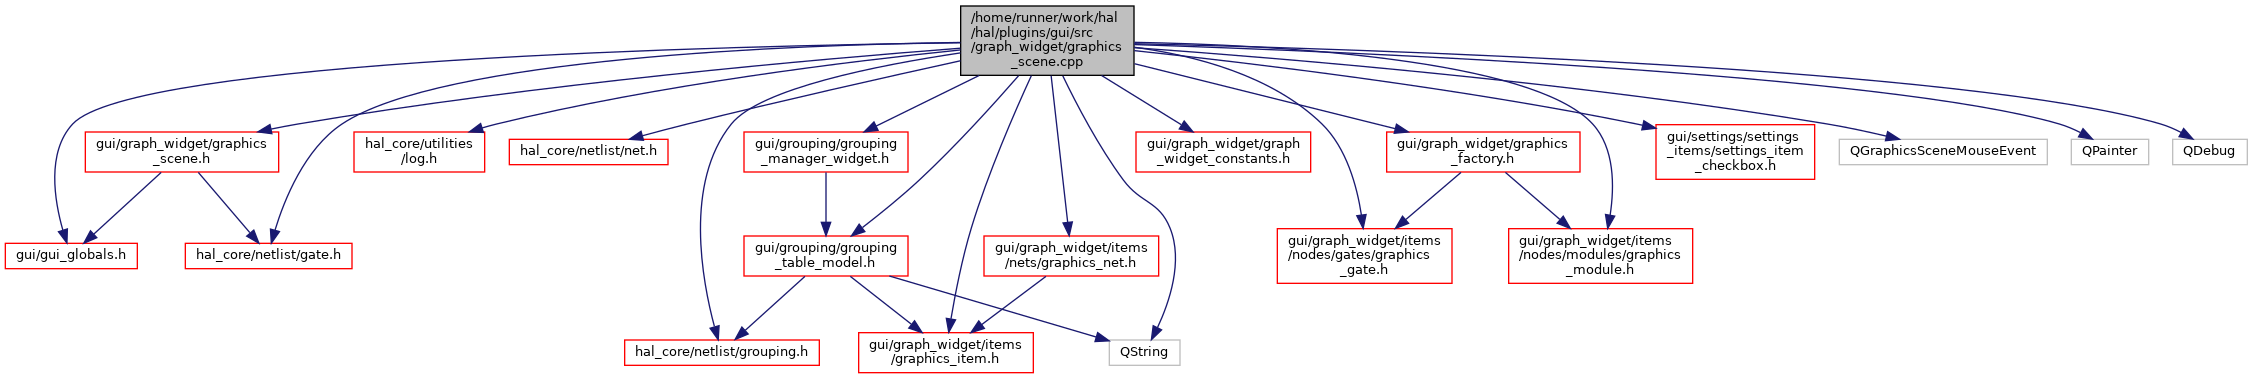 /home/runner/work/hal
/hal/plugins/gui/src
/graph_widget/graphics
_scene.cpp
gui/graph_widget/graphics
_scene.h
hal_core/utilities
/log.h
hal_core/netlist/net.h
gui/grouping/grouping
_manager_widget.h
gui/graph_widget/graph
_widget_constants.h
gui/graph_widget/graphics
_factory.h
gui/settings/settings
_items/settings_item
_checkbox.h
QGraphicsSceneMouseEvent
QPainter
QDebug
gui/gui_globals.h
hal_core/netlist/gate.h
gui/grouping/grouping
_table_model.h
gui/graph_widget/items
/nets/graphics_net.h
gui/graph_widget/items
/nodes/gates/graphics
_gate.h
gui/graph_widget/items
/nodes/modules/graphics
_module.h
hal_core/netlist/grouping.h
gui/graph_widget/items
/graphics_item.h
QString